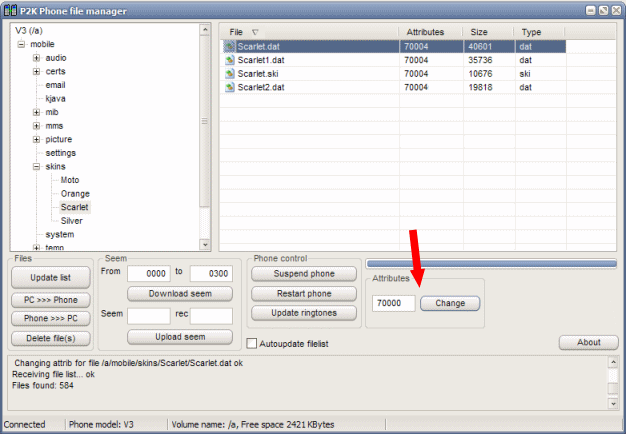 P2K Phone file manager
V3 (/a)
mobile
audio
certs
email
kjava
mib
mms
picture
settings
skins
Moto
Orange
Scarlet
Silver
system
temp
File Attributes Size Type
Scarlet.dat 70004 40601 dat
Scarlet1.dat 70004 35736 dat
Scarlet.ski 70004 10676 ski
Scarlet2.dat 70004 19818 dat
Files
Update list
PC >>> Phone
Phone >>> PC
Delete file(s)
Seem
From 0000 to 0300
Download seem
Seem rec
Upload seem
Phone control
Suspend phone
Restart phone
Update ringtones
Autoupdate filelist
Attributes
70000 Change
About
Changing attrib for file /a/mobile/skins/Scarlet/Scarlet.dat ok
Receiving file list... ok
Files found: 584
Connected Phone model: V3 Volume name: /a, Free space 2421 KBytes